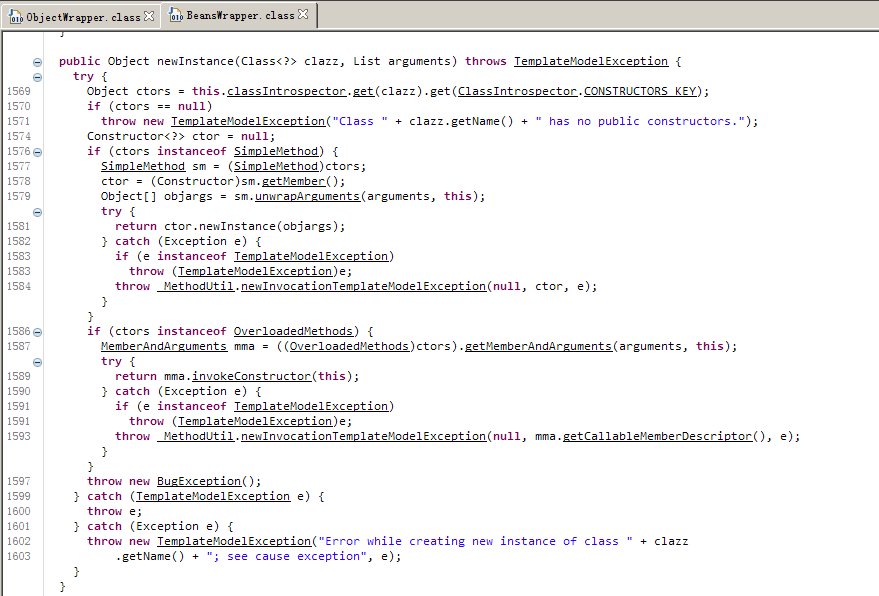 ObjectWrapper.class BeansWrapper.class
}
public Object newInstance(Class<?> clazz, List arguments) throws TemplateModelException {
try {
1569 Object ctors = this.classIntrospector.get(clazz).get(ClassIntrospector.CONSTRUCTORS_KEY);
1570 if (ctors == null)
1571 throw new TemplateModelException("Class " + clazz.getName() + " has no public constructors.");
1574 Constructor<?> ctor = null;
1576 if (ctors instanceof SimpleMethod) {
1577 SimpleMethod sm = (SimpleMethod)ctors;
1578 ctor = (Constructor)sm.getMember();
1579 Object[] objargs = sm.unwrapArguments(arguments, this);
try {
1581 return ctor.newInstance(objargs);
1582 } catch (Exception e) {
1583 if (e instanceof TemplateModelException)
1583 throw (TemplateModelException)e;
1584 throw _MethodUtil.newInvocationTemplateModelException(null, ctor, e);
}
}
1586 if (ctors instanceof OverloadedMethods) {
1587 MemberAndArguments mma = ((OverloadedMethods)ctors).getMemberAndArguments(arguments, this);
try {
1589 return mma.invokeConstructor(this);
1590 } catch (Exception e) {
1591 if (e instanceof TemplateModelException)
1591 throw (TemplateModelException)e;
1593 throw _MethodUtil.newInvocationTemplateModelException(null, mma.getCallableMemberDescriptor(), e);
}
}
1597 throw new BugException();
1599 } catch (TemplateModelException e) {
1600 throw e;
1601 } catch (Exception e) {
1602 throw new TemplateModelException("Error while creating new instance of class " + clazz
1603 .getName() + "; see cause exception", e);
}
}